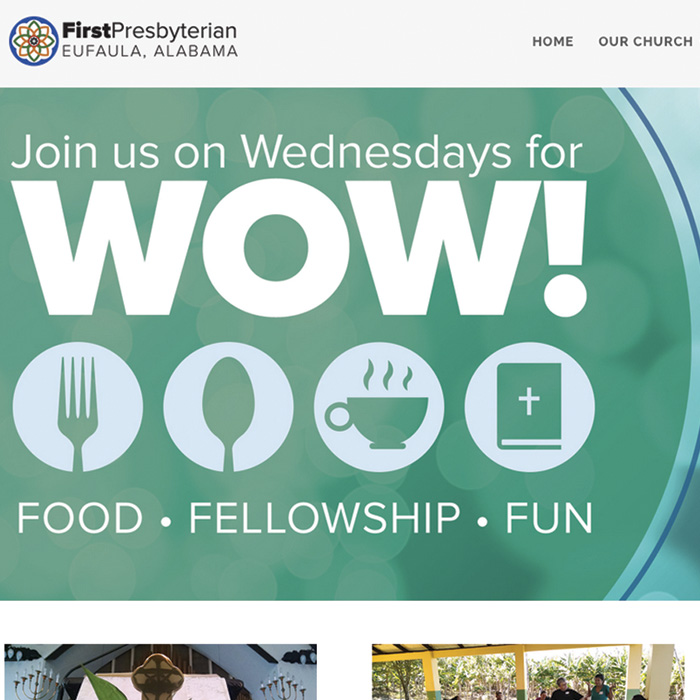 FirstPresbyterian
EUFAULA, ALABAMA
HOME OUR CHURCH
Join us on Wednesdays for
WOW!
FOOD • FELLOWSHIP • FUN